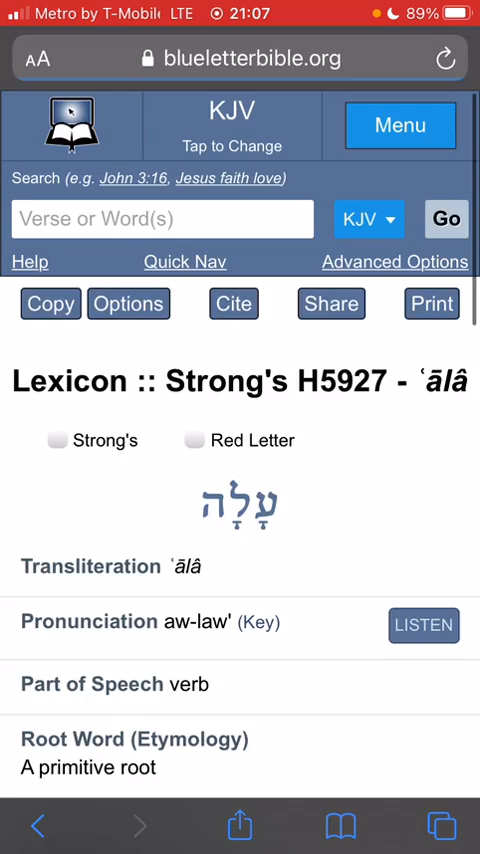 Metro by T-Mobile LTE 21:07 89%
AA blueletterbible.org
KJV
Tap to Change
Menu
Search (e.g. John 3:16, Jesus faith love)
Verse or Word(s)
KJV
Go
Help Quick Nav Advanced Options
Copy Options Cite Share Print
Lexicon :: Strong's H5927 - ʿālâ
Strong's Red Letter
עָלָה
Transliteration ʿālâ
Pronunciation aw-law' (Key) LISTEN
Part of Speech verb
Root Word (Etymology)
A primitive root